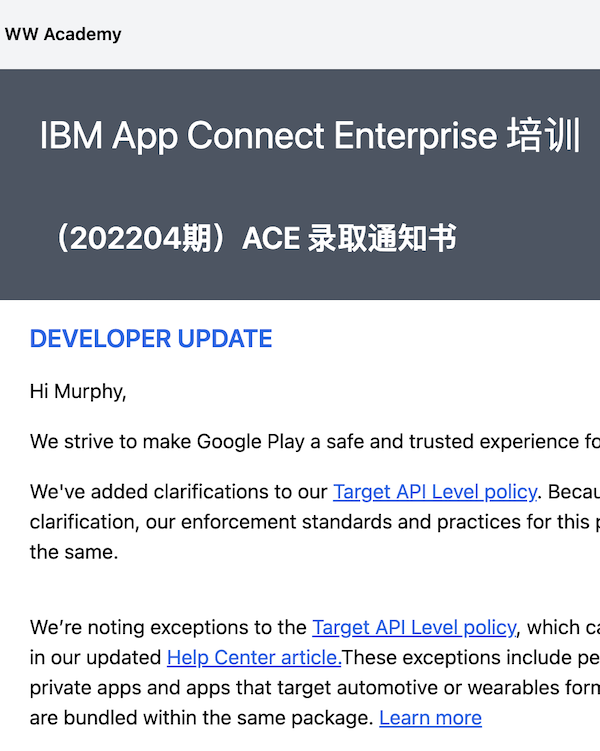 WW Academy
IBM App Connect Enterprise 培训
（202204期）ACE 录取通知书
DEVELOPER UPDATE
Hi Murphy,
We strive to make Google Play a safe and trusted experience fo
We've added clarifications to our Target API Level policy. Becau
clarification, our enforcement standards and practices for this p
the same.
We’re noting exceptions to the Target API Level policy, which ca
in our updated Help Center article.These exceptions include pe
private apps and apps that target automotive or wearables form
are bundled within the same package. Learn more